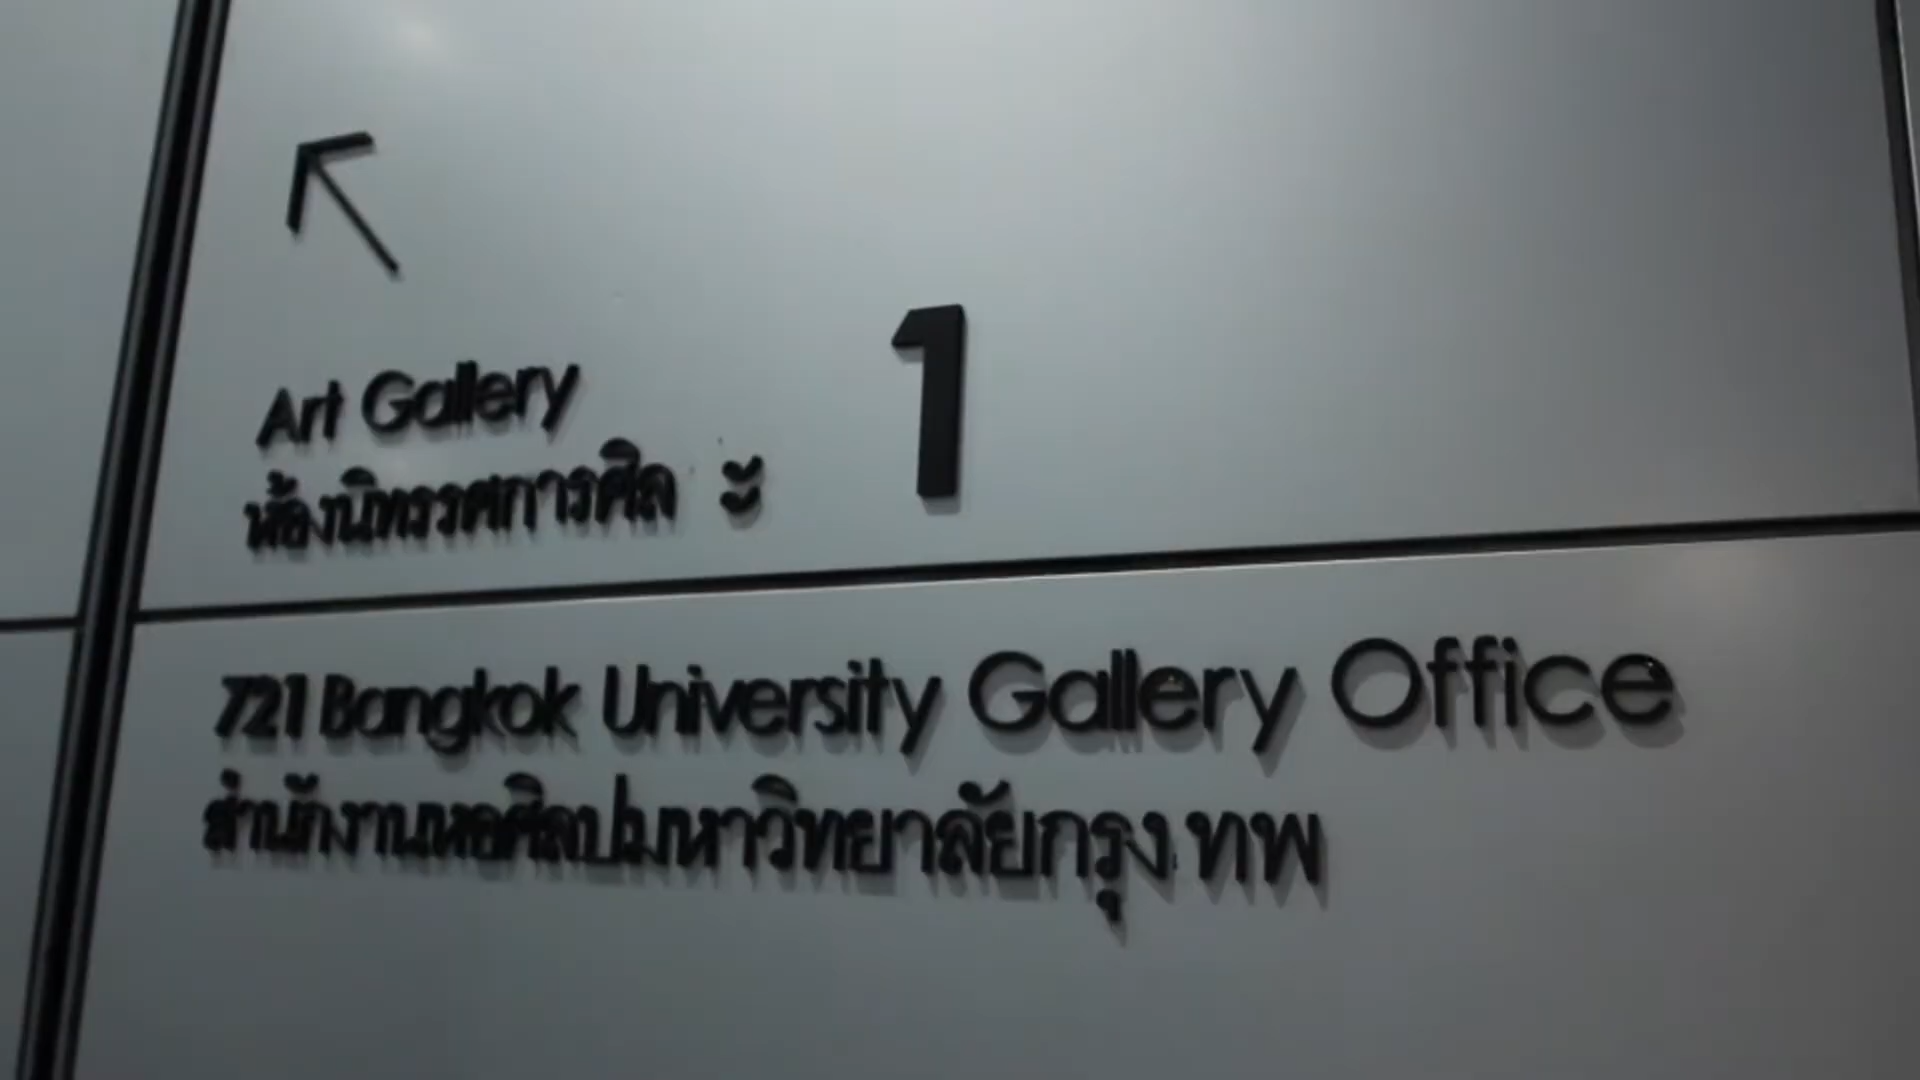 Art Gallery
ห้องนิทรรศการศิล ะ
1
721 Bangkok University Gallery Office
สำนักงานหอศิลปมหาวิทยาลัยกรุง ทพ